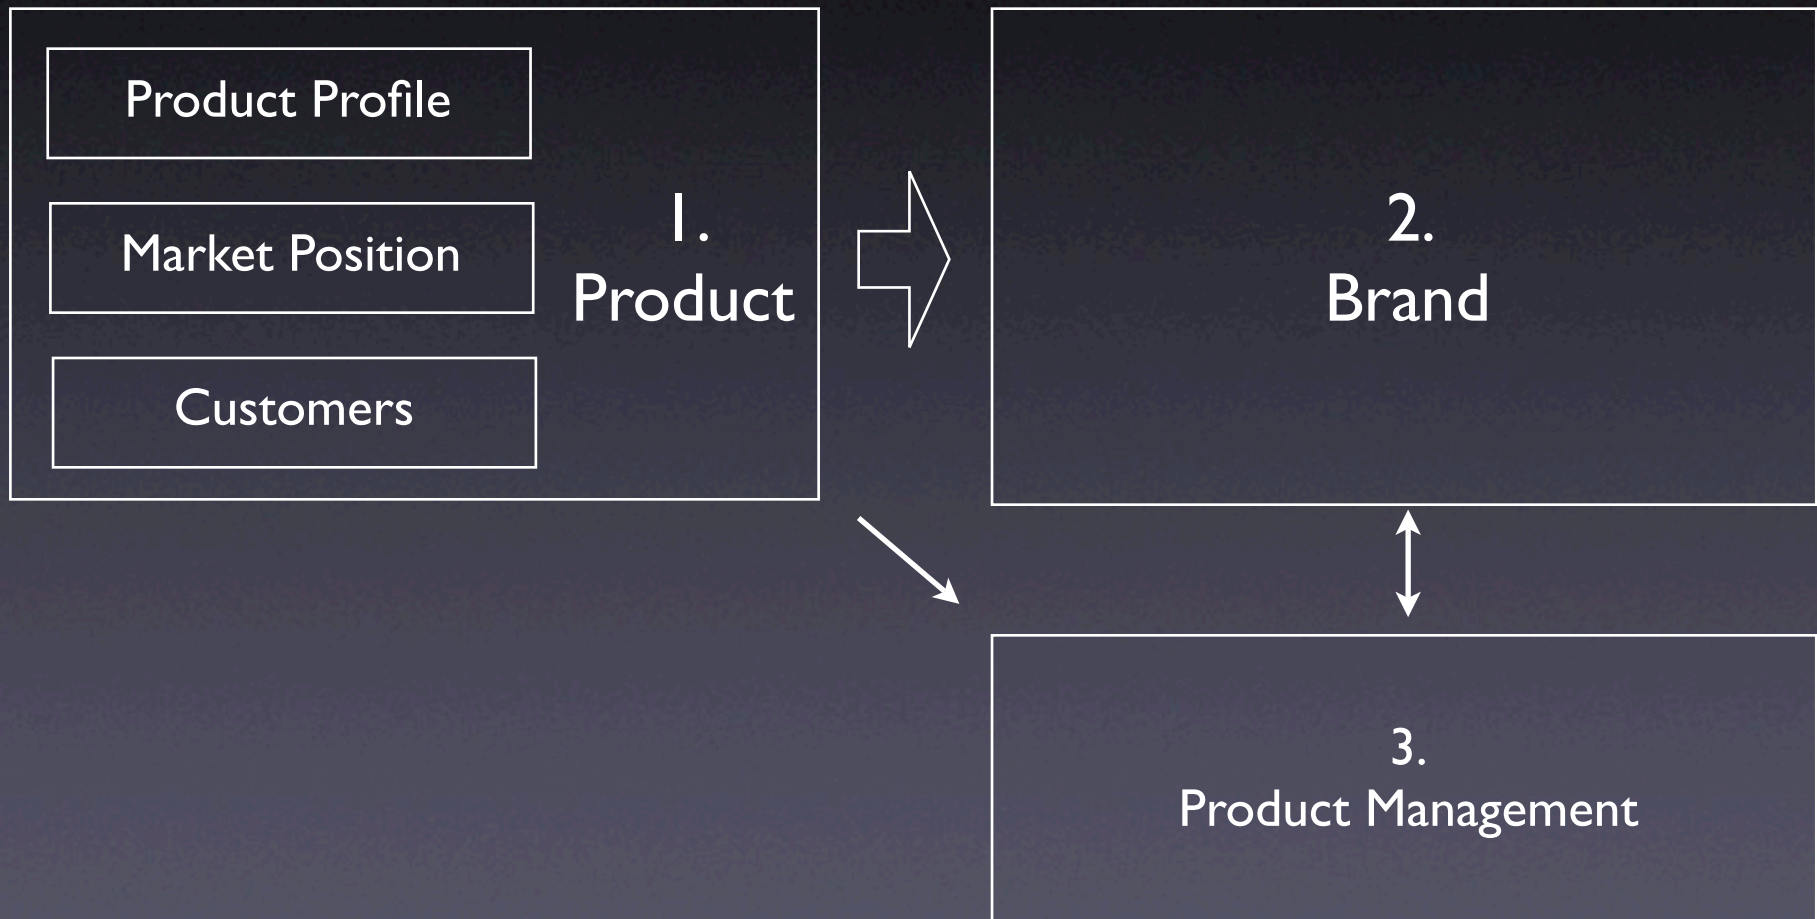 Product Profile
Market Position
Customers
1.
Product
2.
Brand
3.
Product Management